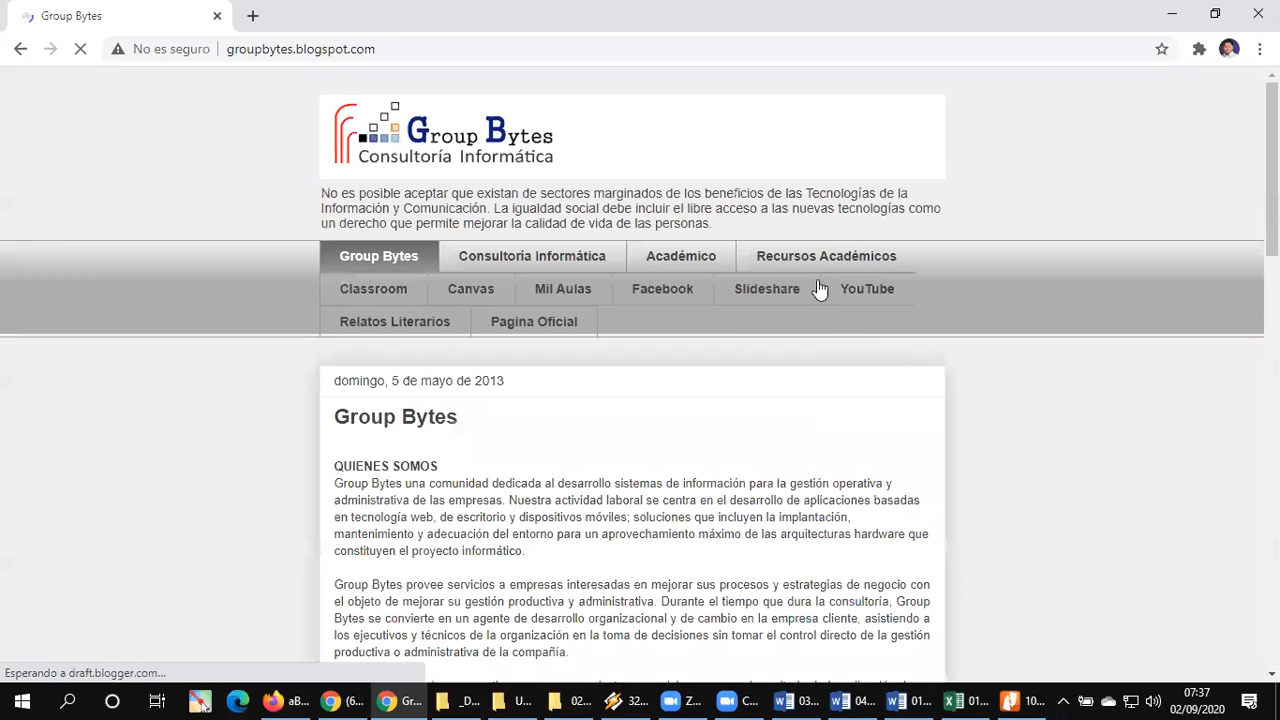 Group Bytes
No es seguro
groupbytes.blogspot.com
Group Bytes
Consultoría Informática
No es posible aceptar que existan de sectores marginados de los beneficios de las Tecnologías de la
Información y Comunicación. La igualdad social debe incluir el libre acceso a las nuevas tecnologías como
un derecho que permite mejorar la calidad de vida de las personas.
Group Bytes Consultoría Informática Académico Recursos Académicos
Classroom Canvas Mil Aulas Facebook Slideshare YouTube
Relatos Literarios Pagina Oficial
domingo, 5 de mayo de 2013
Group Bytes
QUIENES SOMOS
Group Bytes una comunidad dedicada al desarrollo sistemas de información para la gestión operativa y
administrativa de las empresas. Nuestra actividad laboral se centra en el desarrollo de aplicaciones basadas
en tecnología web, de escritorio y dispositivos móviles; soluciones que incluyen la implantación,
mantenimiento y adecuación del entorno para un aprovechamiento máximo de las arquitecturas hardware que
constituyen el proyecto informático.
Group Bytes provee servicios a empresas interesadas en mejorar sus procesos y estrategias de negocio con
el objeto de mejorar su gestión productiva y administrativa. Durante el tiempo que dura la consultoría, Group
Bytes se convierte en un agente de desarrollo organizacional y de cambio en la empresa cliente, asistiendo a
los ejecutivos y técnicos de la organización en la toma de decisiones sin tomar el control directo de la gestión
productiva o administrativa de la compañía.
Esperando a draft.blogger.com...
aB... (6... Gr... _D... U... 02... 32... Z... C... 03... 04... 01... 01... 10...
07:37
02/09/2020